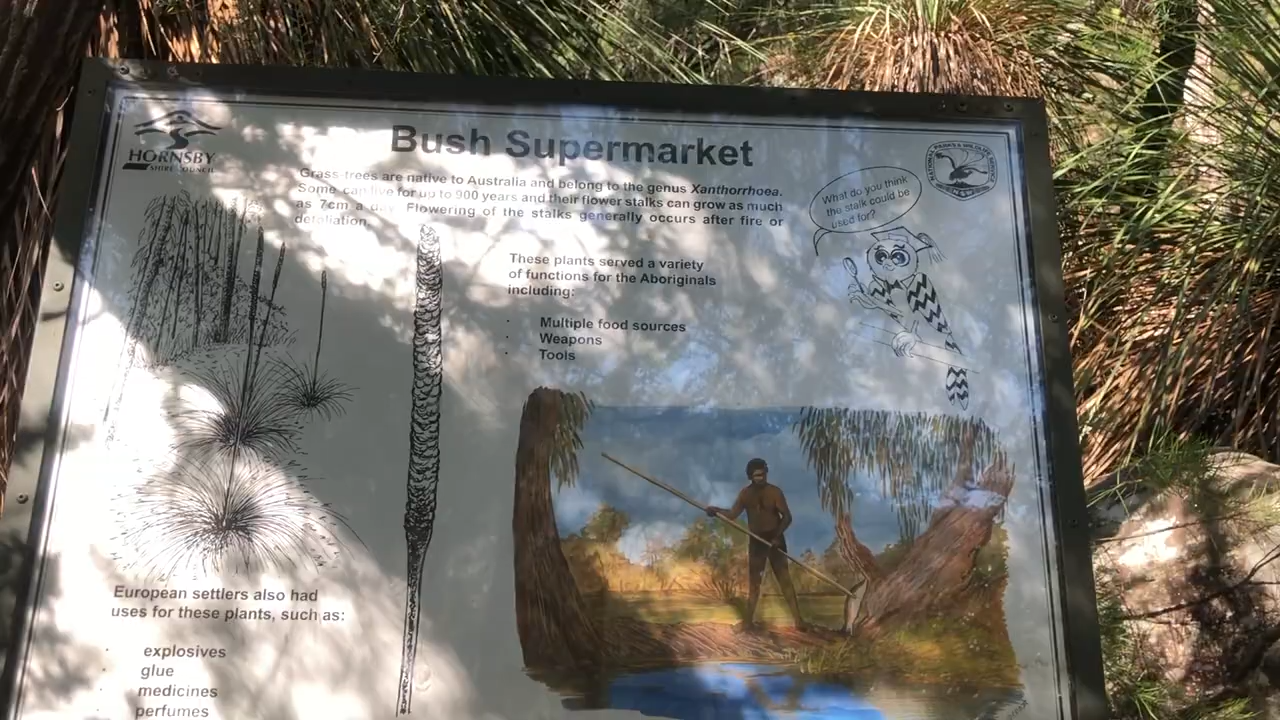 Bush Supermarket
HORNSBY
SHIRE COUNCIL
Grass-trees are native to Australia and belong to the genus Xanthorrhoea.
Some can live for up to 900 years and their flower stalks can grow as much
as 7cm a day. Flowering of the stalks generally occurs after fire or
defoliation.
NATIONAL PARKS & WILDLIFE SERVICE
What do you think
the stalk could be
used for?
These plants served a variety
of functions for the Aboriginals
including:
· Multiple food sources
· Weapons
· Tools
European settlers also had
uses for these plants, such as:
· explosives
· glue
· medicines
· perfumes